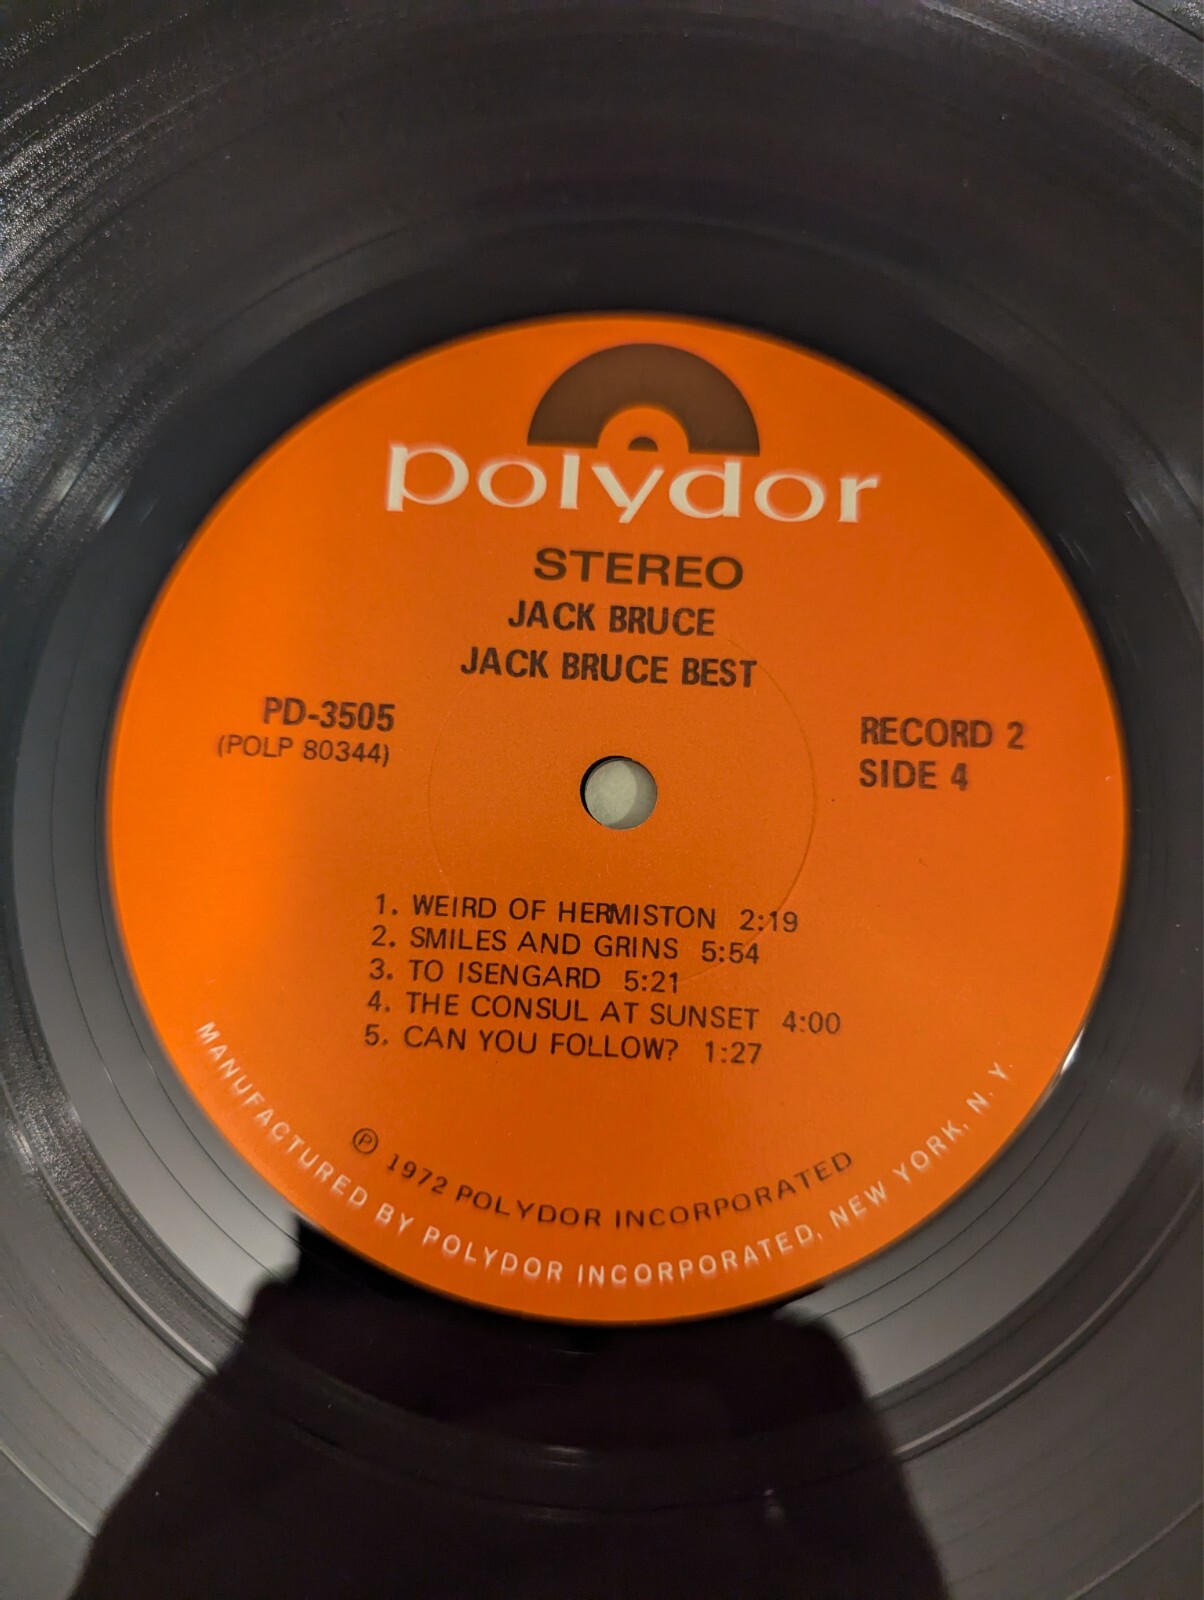 polydor
STEREO
JACK BRUCE
JACK BRUCE BEST
PD-3505
(POLP 80344)
RECORD 2
SIDE 4
1. WEIRD OF HERMISTON 2:19
2. SMILES AND GRINS 5:54
3. TO ISENGARD 5:21
4. THE CONSUL AT SUNSET 4:00
5. CAN YOU FOLLOW? 1:27
℗ 1972 POLYDOR INCORPORATED
MANUFACTURED BY POLYDOR INCORPORATED, NEW YORK, N. Y.